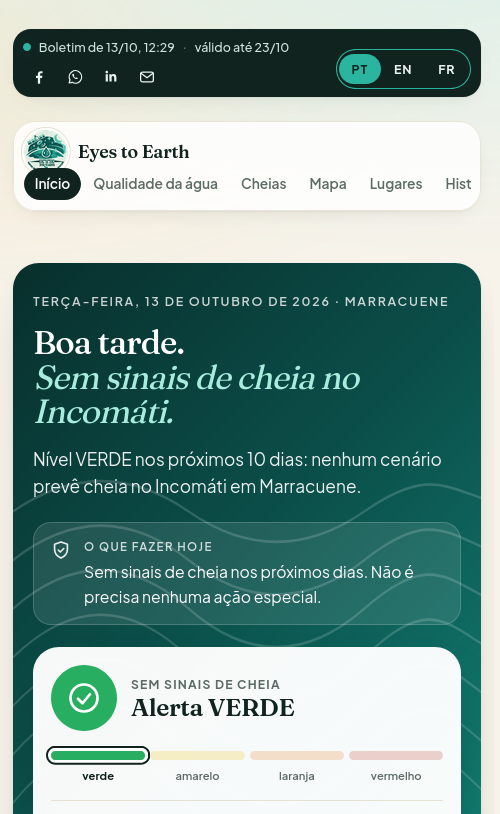 Boletim de 13/10, 12:29 · válido até 23/10
PT EN FR
Eyes to Earth
Início Qualidade da água Cheias Mapa Lugares Hist
TERÇA-FEIRA, 13 DE OUTUBRO DE 2026 · MARRACUENE
Boa tarde.
Sem sinais de cheia no
Incomáti.
Nível VERDE nos próximos 10 dias: nenhum cenário
prevê cheia no Incomáti em Marracuene.
O QUE FAZER HOJE
Sem sinais de cheia nos próximos dias. Não é
precisa nenhuma ação especial.
SEM SINAIS DE CHEIA
Alerta VERDE
verde amarelo laranja vermelho